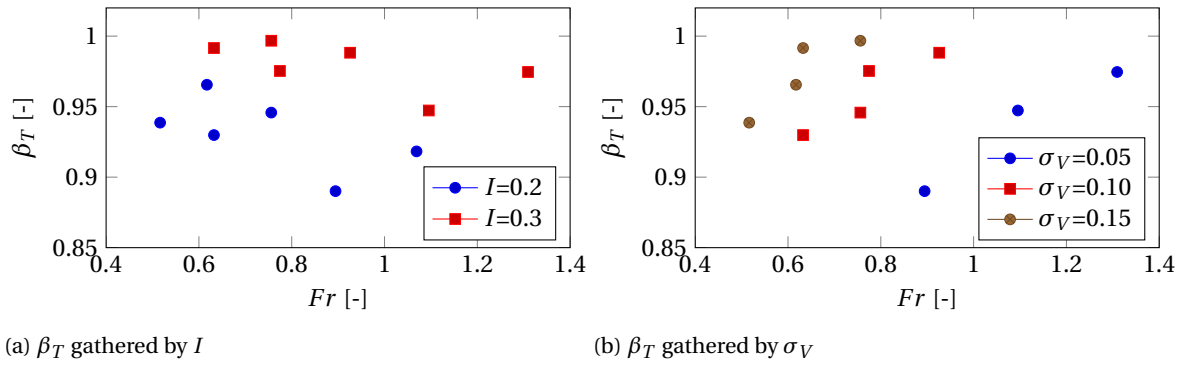 1
0.95
0.9
0.85
β_T [-]
0.4 0.6 0.8 1 1.2 1.4
Fr [-]
I=0.2
I=0.3
(a) β_T gathered by I
1
0.95
0.9
0.85
β_T [-]
0.4 0.6 0.8 1 1.2 1.4
Fr [-]
σ_V=0.05
σ_V=0.10
σ_V=0.15
(b) β_T gathered by σ_V